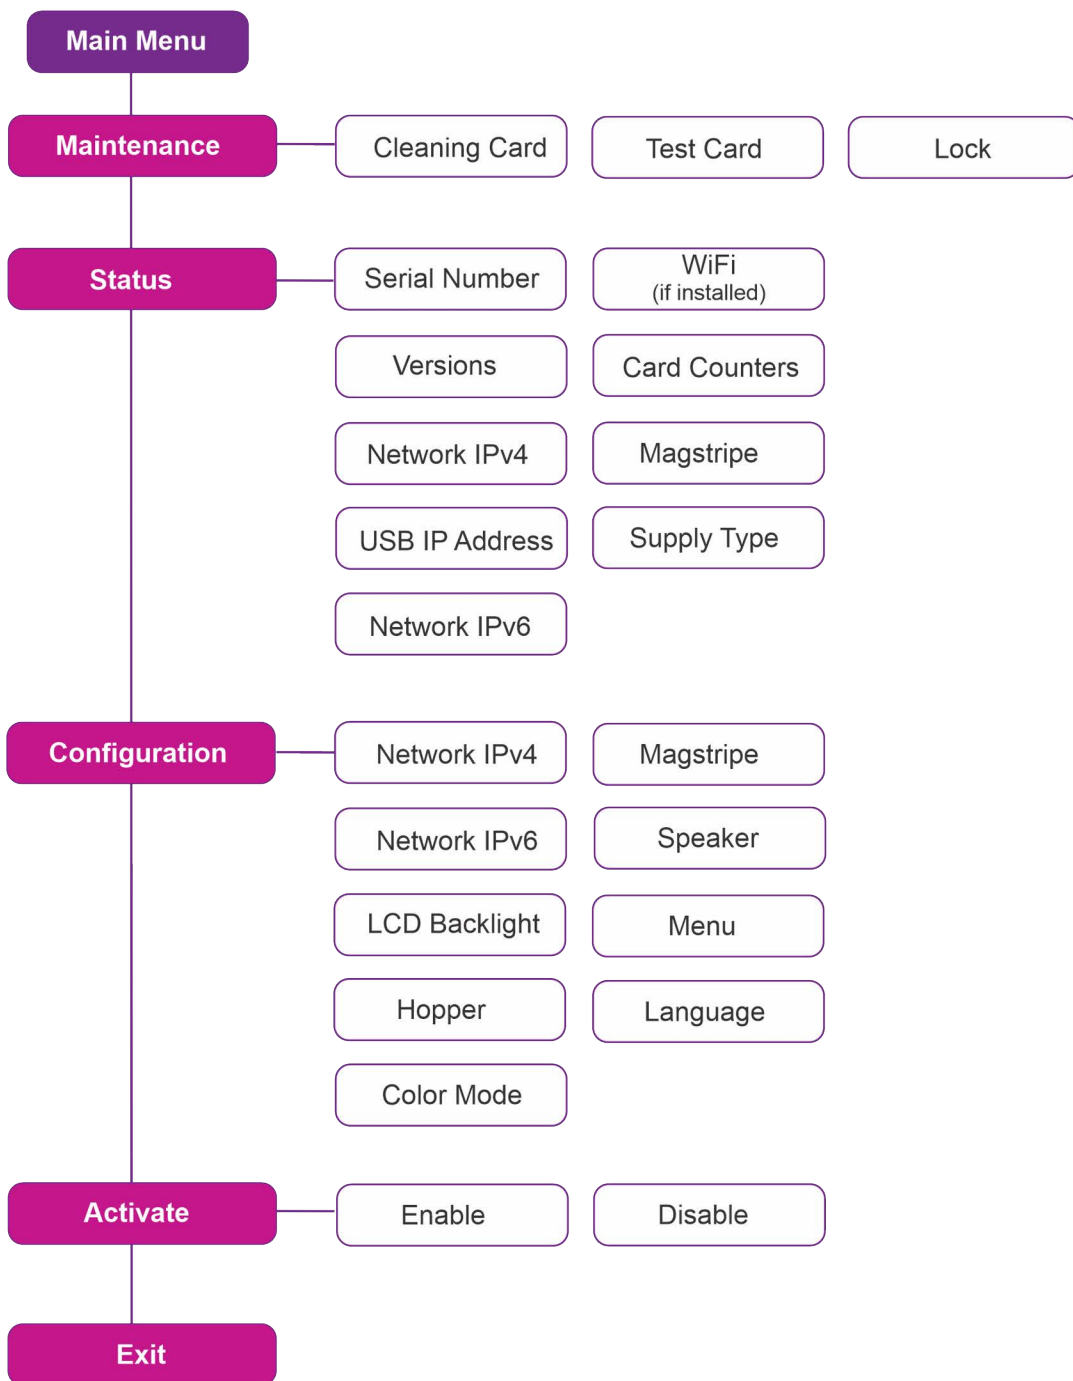 Main Menu
Maintenance
Cleaning Card
Test Card
Lock
Status
Serial Number
WiFi
(if installed)
Versions
Card Counters
Network IPv4
Magstripe
USB IP Address
Supply Type
Network IPv6
Configuration
Network IPv4
Magstripe
Network IPv6
Speaker
LCD Backlight
Menu
Hopper
Language
Color Mode
Activate
Enable
Disable
Exit